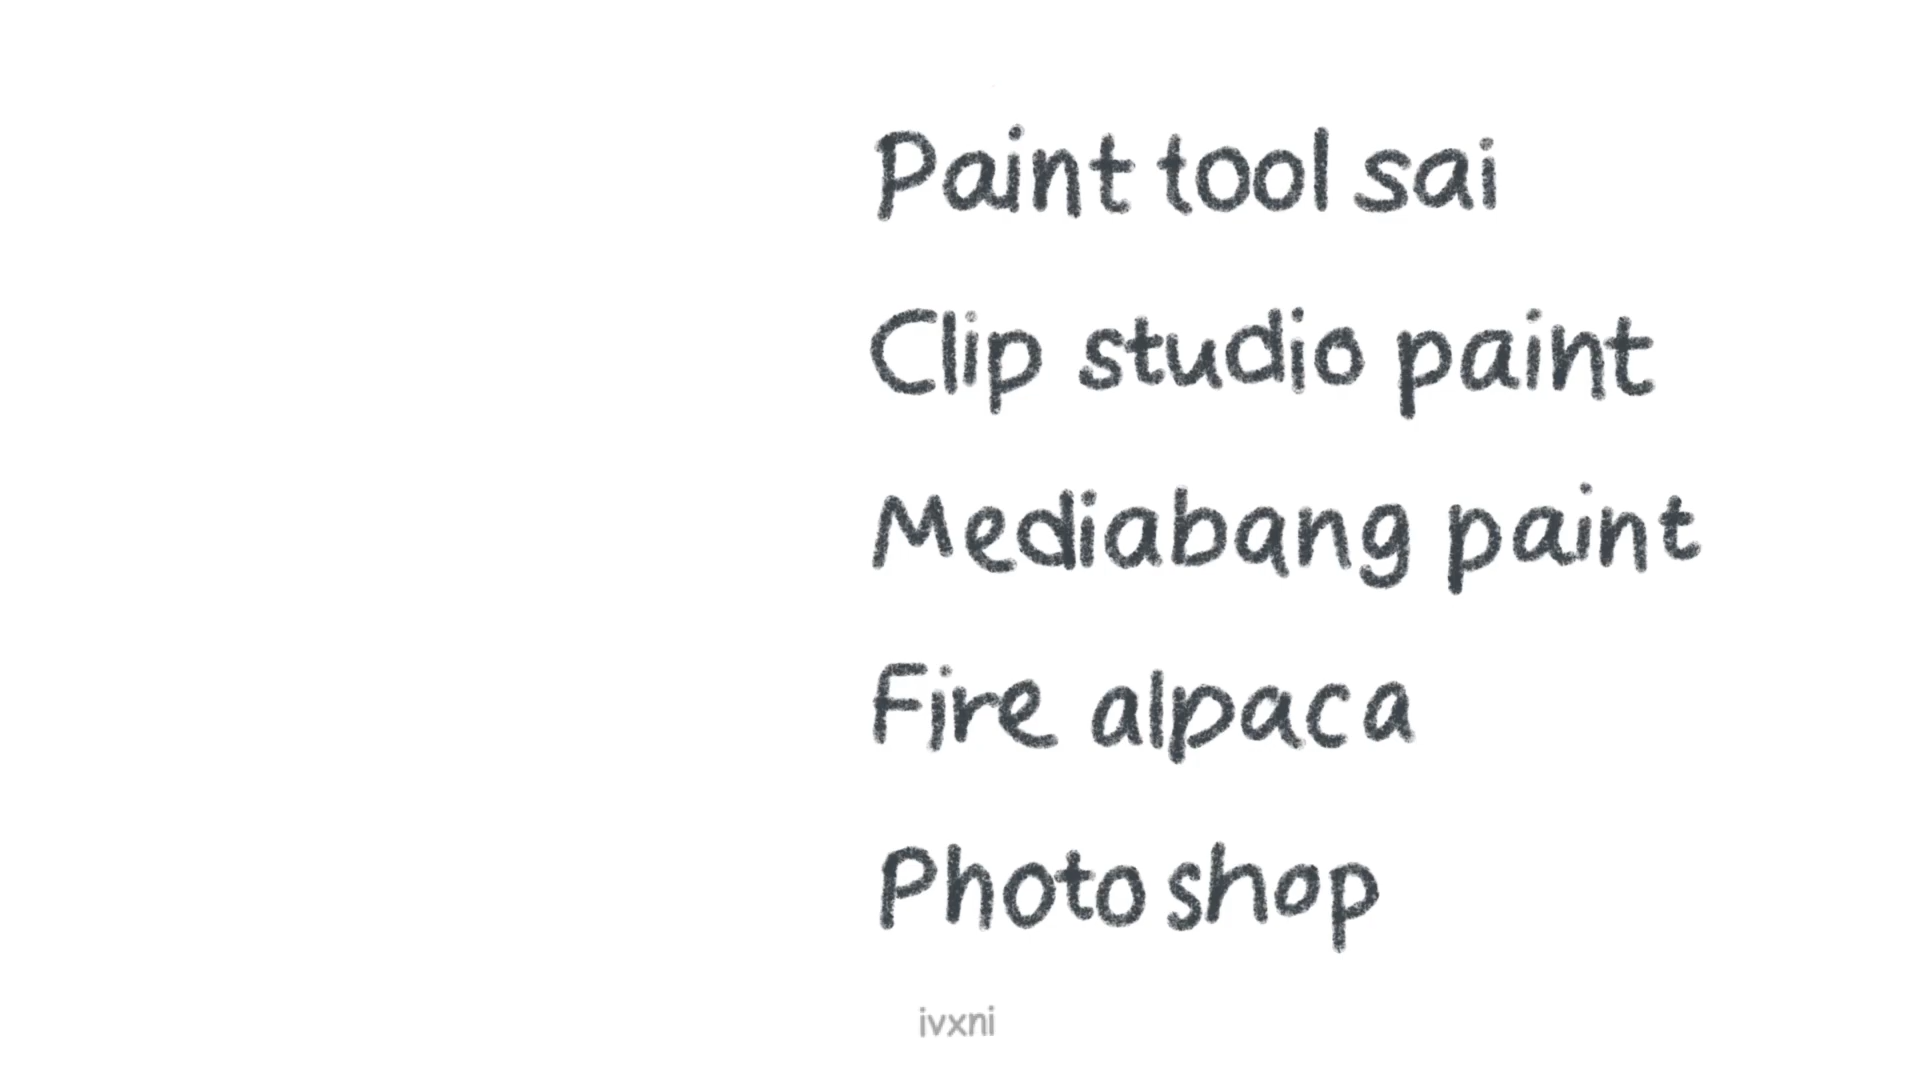 Paint tool sai
Clip studio paint
Mediabang paint
Fire alpaca
Photo shop
ivxni